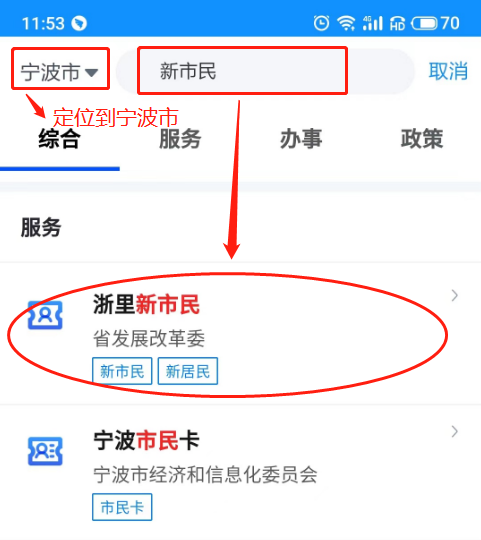 11:53 4G HD 70
宁波市 新市民 取消
定位到宁波市
综合 服务 办事 政策
服务
浙里新市民
省发展改革委
新市民 新居民
宁波市民卡
宁波市经济和信息化委员会
市民卡